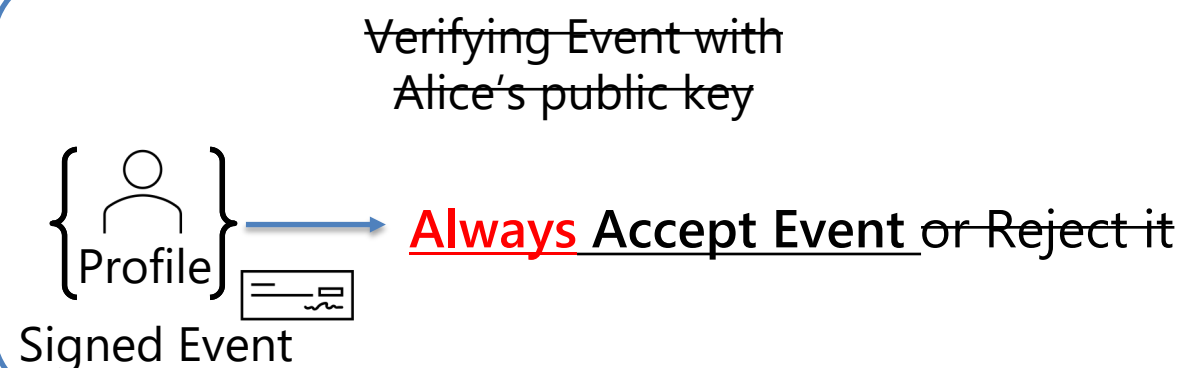 Verifying Event with
Alice’s public key
Always Accept Event or Reject it
Profile
Signed Event